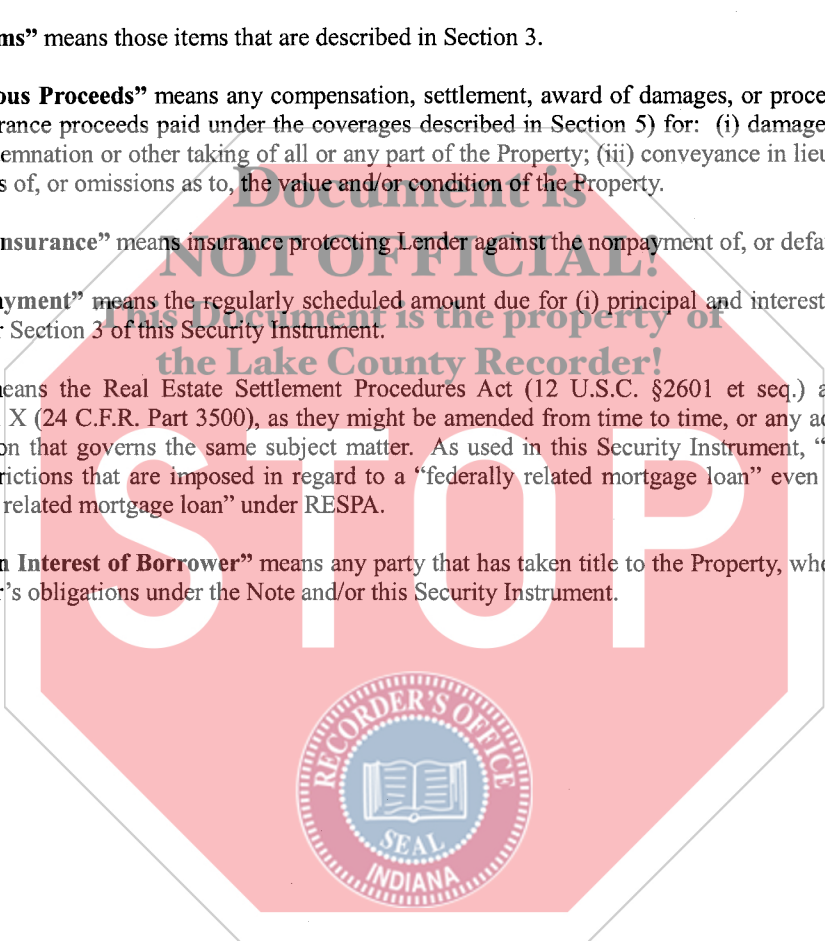 ms” means those items that are described in Section 3.
ous Proceeds” means any compensation, settlement, award of damages, or proce
rance proceeds paid under the coverages described in Section 5) for: (i) damage
emnation or other taking of all or any part of the Property; (iii) conveyance in lieu
s of, or omissions as to, the value and/or condition of the Property.
Document is
nsurance” means insurance protecting Lender against the nonpayment of, or defa
NOT OFFICIAL!
ayment” means the regularly scheduled amount due for (i) principal and interest
This Document is the property of
r Section 3 of this Security Instrument.
the Lake County Recorder!
eans the Real Estate Settlement Procedures Act (12 U.S.C. §2601 et seq.) a
X (24 C.F.R. Part 3500), as they might be amended from time to time, or any ad
on that governs the same subject matter. As used in this Security Instrument, “
rictions that are imposed in regard to a “federally related mortgage loan” even
related mortgage loan” under RESPA.
n Interest of Borrower” means any party that has taken title to the Property, whe
r’s obligations under the Note and/or this Security Instrument.
STOP
RECORDER’S OFFICE
SEAL
INDIANA